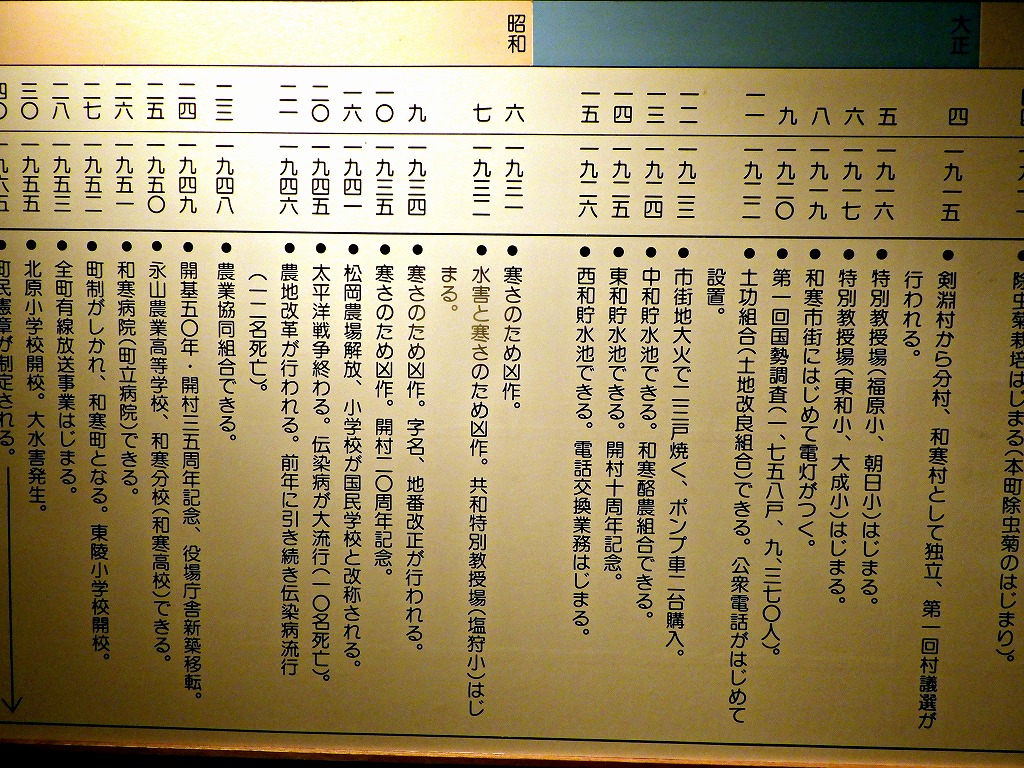 除虫菊栽培はじまる(本町除虫菊のはじまり)。
大正
四
一九一五
●剣淵村から分村、和寒村として独立、第一回村議選が
行われる。
五
一九一六
●特別教授場(福原小、朝日小)はじまる。
六
一九一七
●特別教授場(東和小、大成小)はじまる。
八
一九一九
●和寒市街にはじめて電灯がつく。
九
一九二〇
●第一回国勢調査(一、七五八戸、九、三七〇人)。
一一
一九二二
●土功組合(土地改良組合)できる。公衆電話がはじめて
設置。
一二
一九二三
●市街地大火で二三戸焼く、ポンプ車二台購入。
一三
一九二四
●中和貯水池できる。和寒酪農組合できる。
一四
一九二五
●東和貯水池できる。開村十周年記念。
一五
一九二六
●西和貯水池できる。電話交換業務はじまる。
昭和
六
一九三一
●寒さのため凶作。
七
一九三二
●水害と寒さのため凶作。共和特別教授場(塩狩小)はじ
まる。
九
一九三四
●寒さのため凶作。字名、地番改正が行われる。
一〇
一九三五
●寒さのため凶作。開村二〇周年記念。
一六
一九四一
●松岡農場解放、小学校が国民学校と改称される。
二〇
一九四五
●太平洋戦争終わる。伝染病が大流行(一〇名死亡)。
二一
一九四六
●農地改革が行われる。前年に引き続き伝染病流行
(一二名死亡)。
二三
一九四八
●農業協同組合できる。
二四
一九四九
●開基五〇年・開村三五周年記念、役場庁舎新築移転。
二五
一九五〇
●永山農業高等学校、和寒分校(和寒高校)できる。
二六
一九五一
●和寒病院(町立病院)できる。
二七
一九五二
●町制がしかれ、和寒町となる。東陵小学校開校。
二八
一九五三
●全町有線放送事業はじまる。
三〇
一九五五
●北原小学校開校。大水害発生。
四〇
一九六五
●町民憲章が制定される。